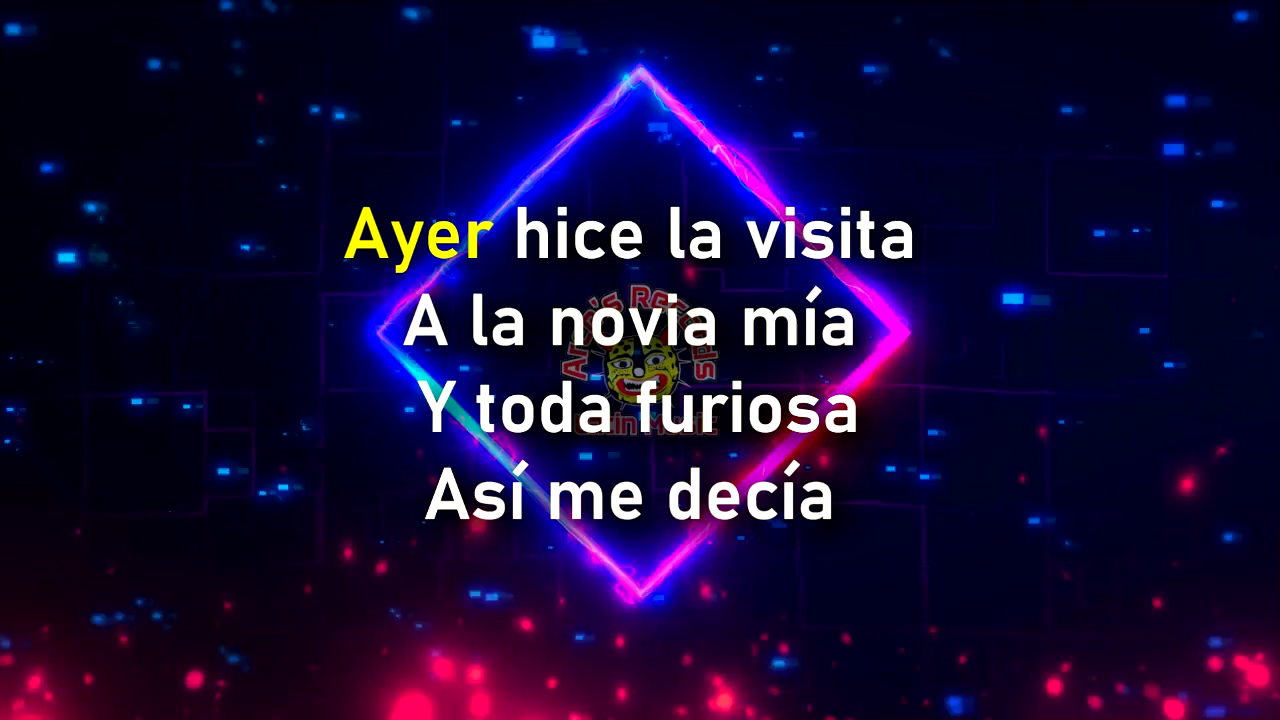 Ayer hice la visita
A la novia mía
Y toda furiosa
Así me decía